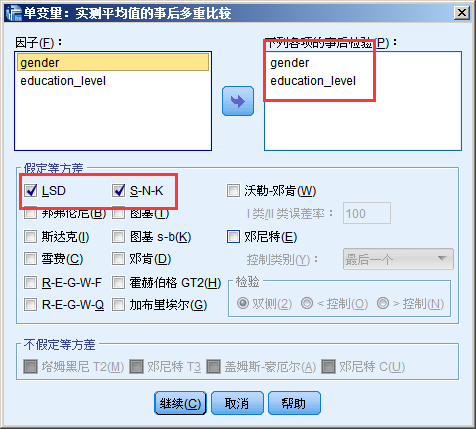 单变量：实测平均值的事后多重比较
因子(F)：
下列各项的事后检验(P)：
gender
education_level
gender
education_level
假定等方差
LSD
S-N-K
沃勒-邓肯(W)
邦弗伦尼(B)
图基(T)
I 类/II 类误差率：
100
斯达克(I)
图基 s-b(K)
邓尼特(E)
雪费(C)
邓肯(D)
控制类别(Y)：
最后一个
R-E-G-W-F
霍赫伯格 GT2(H)
检验
R-E-G-W-Q
加布里埃尔(G)
双侧(2)
< 控制(O)
> 控制(N)
不假定等方差
塔姆黑尼 T2(M)
邓尼特 T3
盖姆斯-豪厄尔(A)
邓尼特 C(U)
继续(C)
取消
帮助